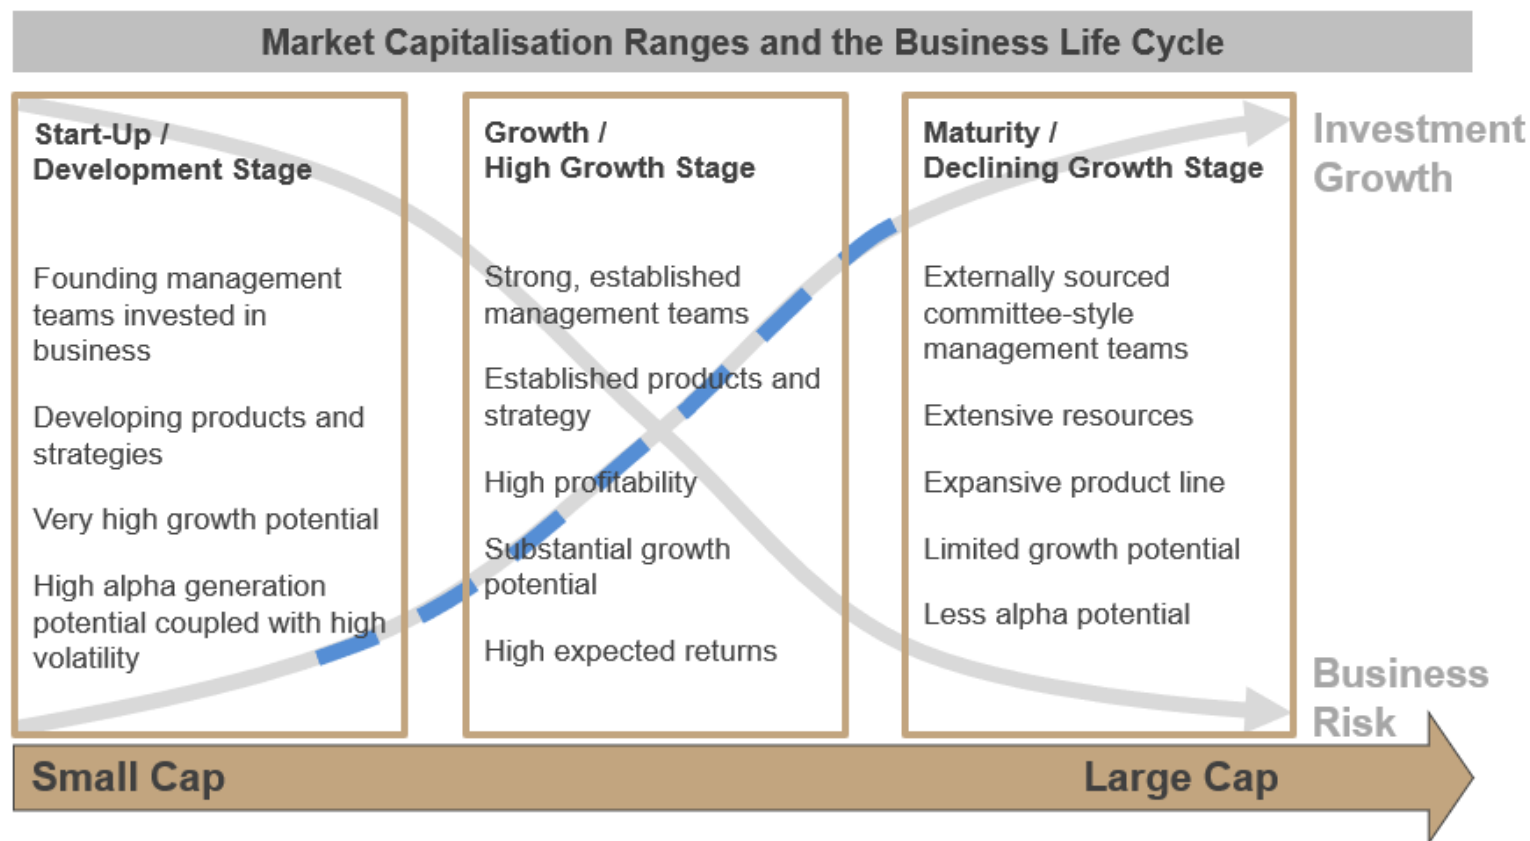 Market Capitalisation Ranges and the Business Life Cycle
Start-Up /
Development Stage
Founding management
teams invested in
business
Developing products and
strategies
Very high growth potential
High alpha generation
potential coupled with high
volatility
Growth /
High Growth Stage
Strong, established
management teams
Established products and
strategy
High profitability
Substantial growth
potential
High expected returns
Maturity /
Declining Growth Stage
Externally sourced
committee-style
management teams
Extensive resources
Expansive product line
Limited growth potential
Less alpha potential
Investment
Growth
Business
Risk
Small Cap
Large Cap